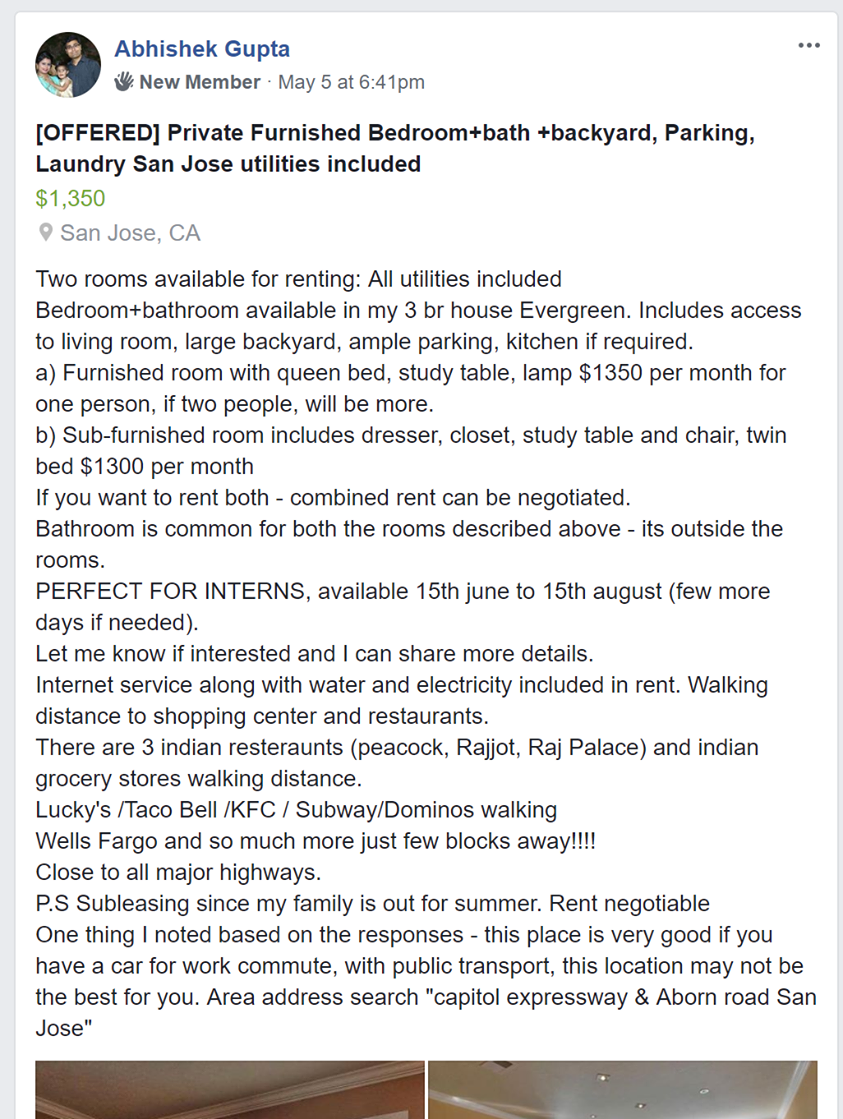 Abhishek Gupta
New Member · May 5 at 6:41pm
[OFFERED] Private Furnished Bedroom+bath +backyard, Parking,
Laundry San Jose utilities included
$1,350
San Jose, CA
Two rooms available for renting: All utilities included
Bedroom+bathroom available in my 3 br house Evergreen. Includes access
to living room, large backyard, ample parking, kitchen if required.
a) Furnished room with queen bed, study table, lamp $1350 per month for
one person, if two people, will be more.
b) Sub-furnished room includes dresser, closet, study table and chair, twin
bed $1300 per month
If you want to rent both - combined rent can be negotiated.
Bathroom is common for both the rooms described above - its outside the
rooms.
PERFECT FOR INTERNS, available 15th june to 15th august (few more
days if needed).
Let me know if interested and I can share more details.
Internet service along with water and electricity included in rent. Walking
distance to shopping center and restaurants.
There are 3 indian resteraunts (peacock, Rajjot, Raj Palace) and indian
grocery stores walking distance.
Lucky's /Taco Bell /KFC / Subway/Dominos walking
Wells Fargo and so much more just few blocks away!!!!
Close to all major highways.
P.S Subleasing since my family is out for summer. Rent negotiable
One thing I noted based on the responses - this place is very good if you
have a car for work commute, with public transport, this location may not be
the best for you. Area address search "capitol expressway & Aborn road San
Jose"